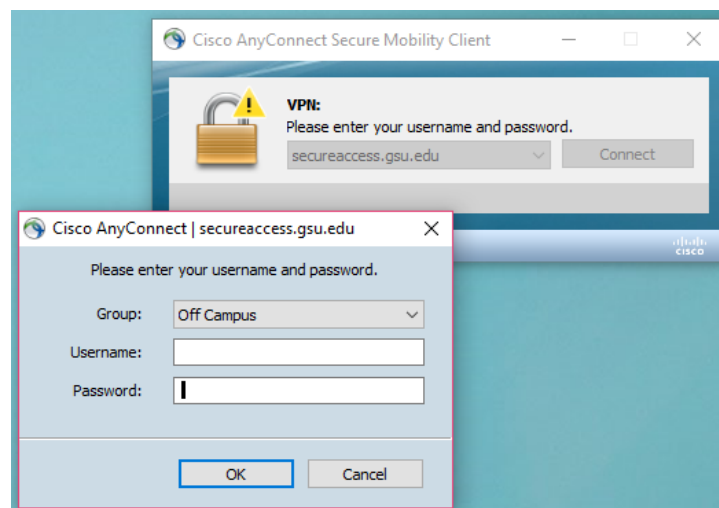 Cisco AnyConnect Secure Mobility Client
VPN:
Please enter your username and password.
secureaccess.gsu.edu
Connect
CISCO
Cisco AnyConnect | secureaccess.gsu.edu
Please enter your username and password.
Group:
Off Campus
Username:
Password:
OK
Cancel